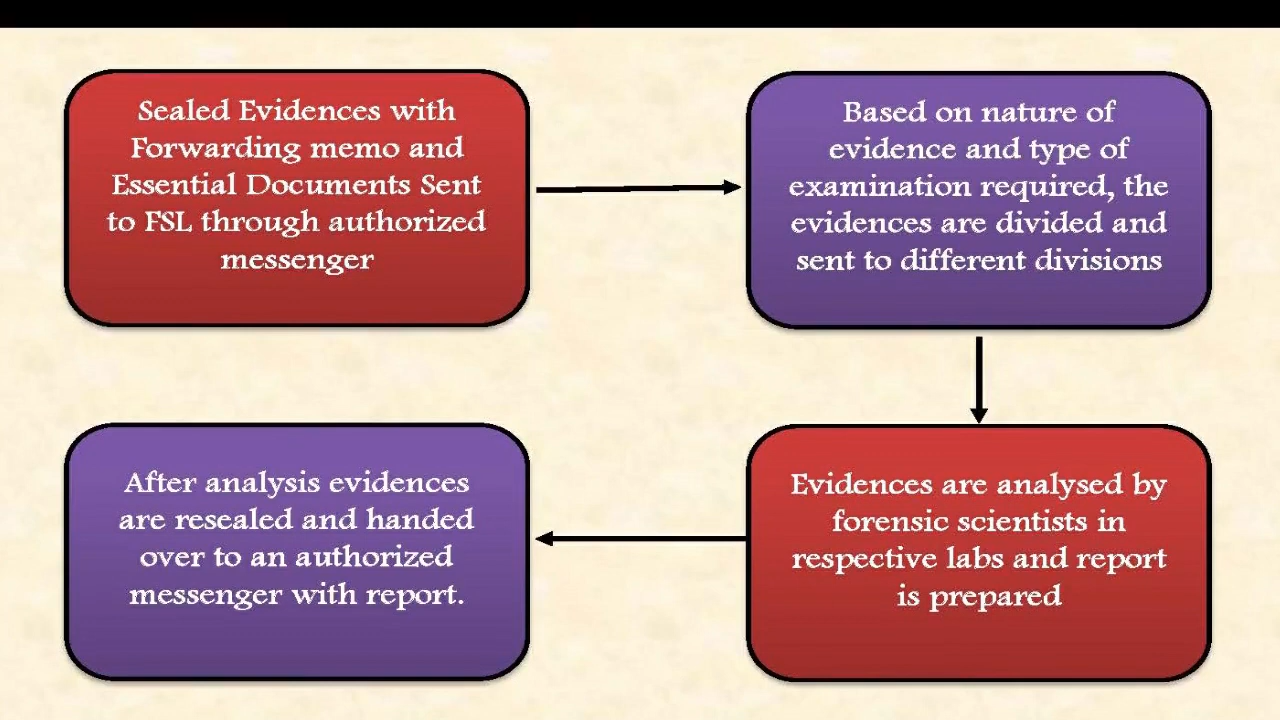 Sealed Evidences with
Forwarding memo and
Essential Documents Sent
to FSL through authorized
messenger
Based on nature of
evidence and type of
examination required, the
evidences are divided and
sent to different divisions
Evidences are analysed by
forensic scientists in
respective labs and report
is prepared
After analysis evidences
are resealed and handed
over to an authorized
messenger with report.